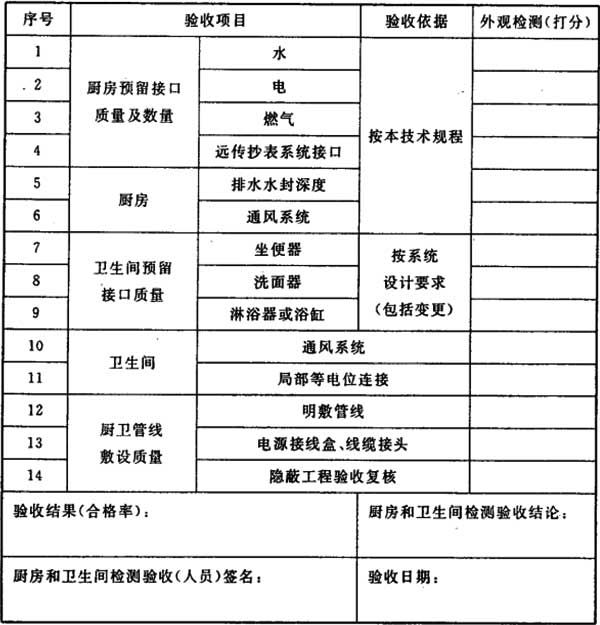 序号 验收项目 验收依据 外观检测(打分)
1 水
2 电
厨房预留接口
质量及数量
3 燃气
4 远传抄表系统接口
按本技术规程
5 排水水封深度
厨房
6 通风系统
7 坐便器
8 洗面器
卫生间预留
接口质量
9 淋浴器或浴缸
按系统
设计要求
(包括变更)
10 通风系统
卫生间
11 局部等电位连接
12 明敷管线
厨卫管线
敷设质量
13 电源接线盒、线缆接头
14 隐蔽工程验收复核
验收结果(合格率):
厨房和卫生间检测验收结论:
厨房和卫生间检测验收(人员)签名:
验收日期: